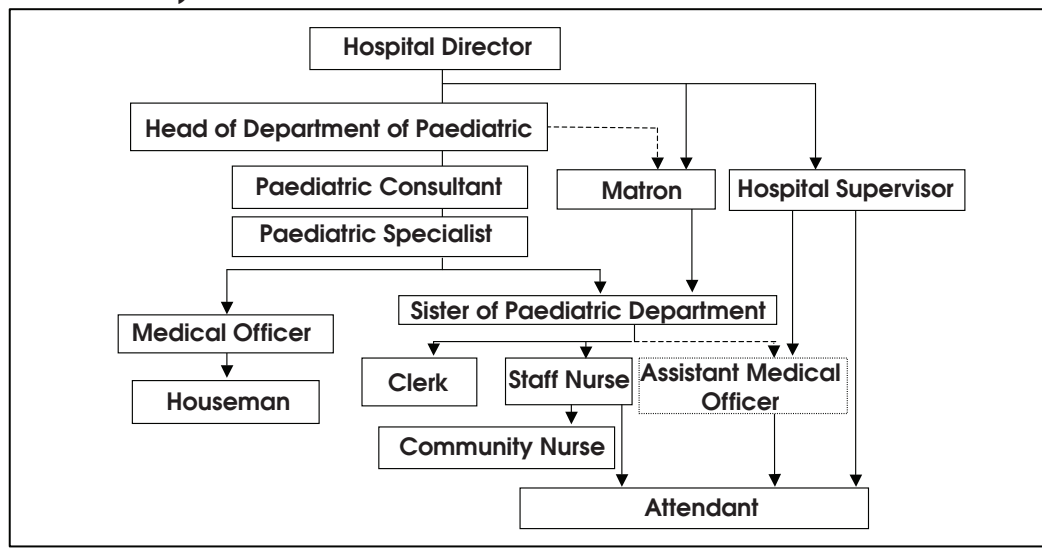 Hospital Director
Head of Department of Paediatric
Paediatric Consultant
Matron
Hospital Supervisor
Paediatric Specialist
Sister of Paediatric Department
Medical Officer
Clerk
Staff Nurse
Assistant Medical
Officer
Houseman
Community Nurse
Attendant